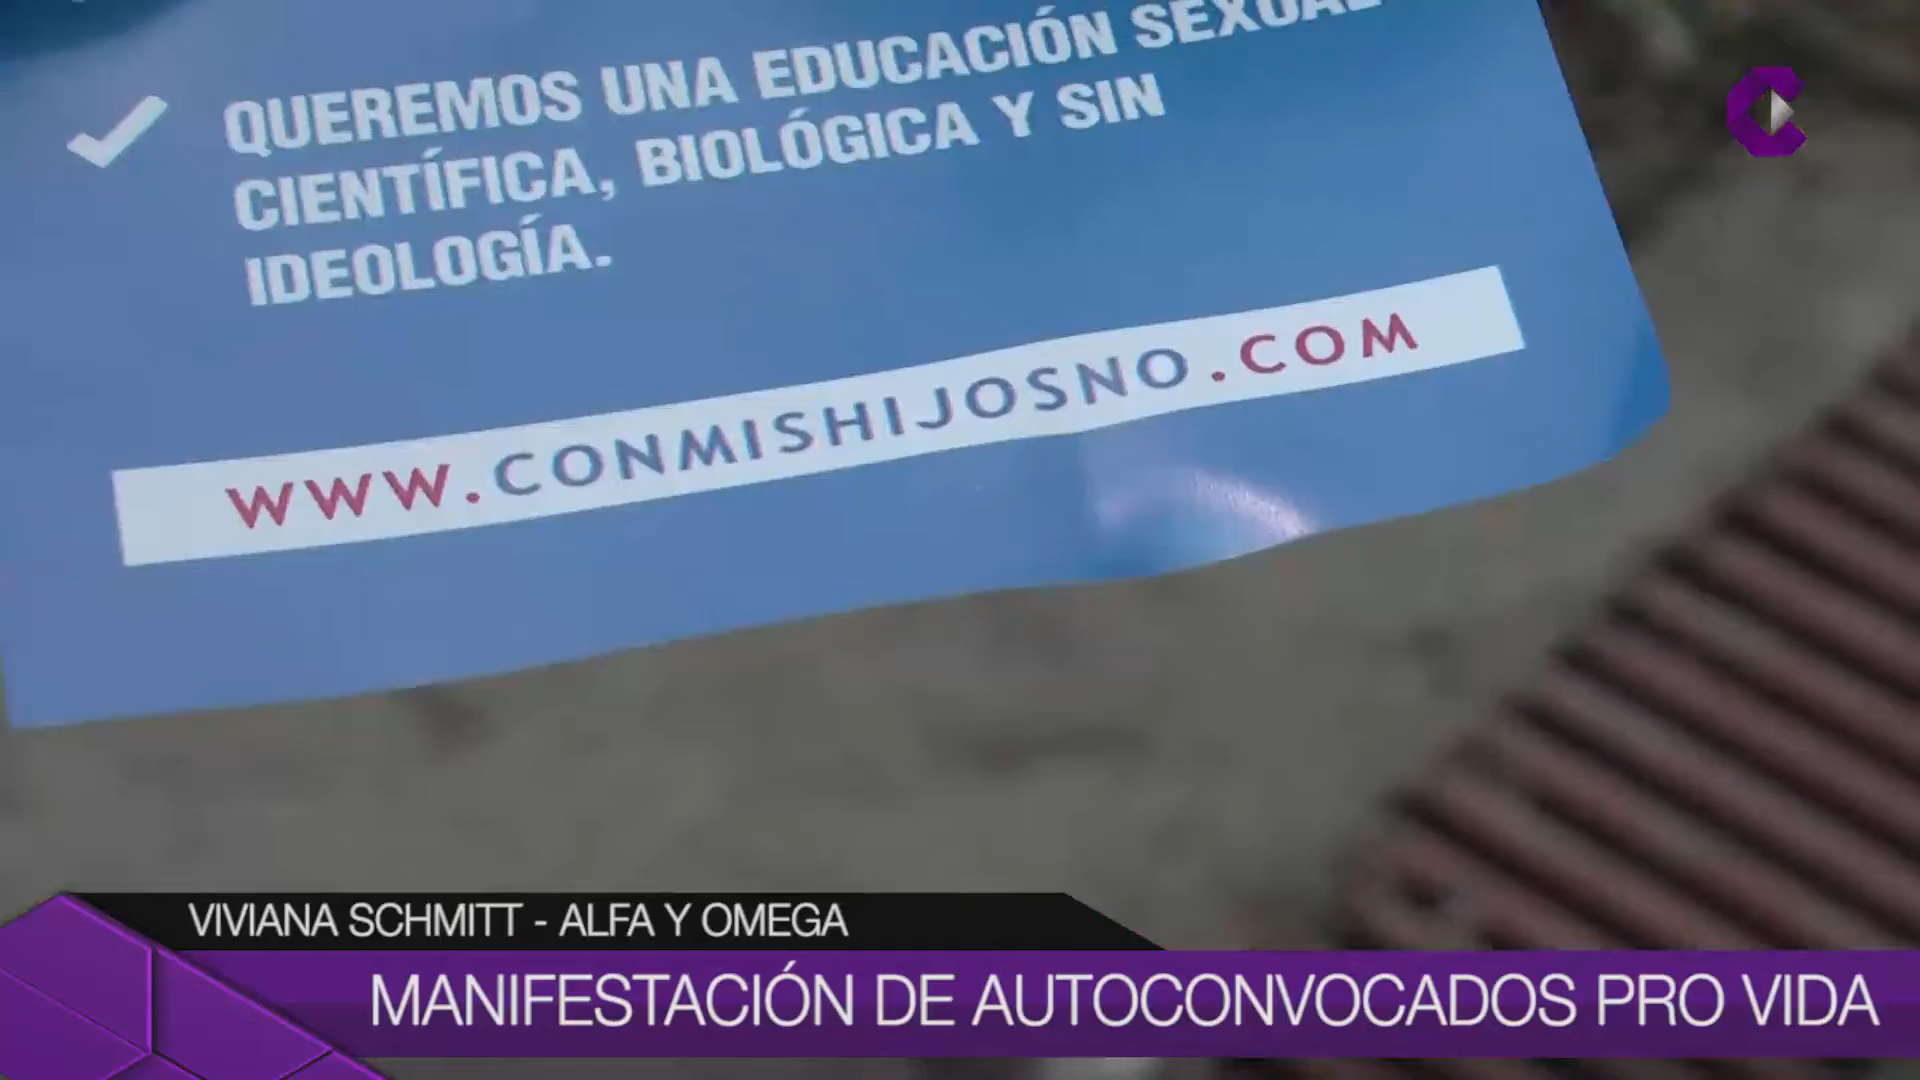 QUEREMOS UNA EDUCACIÓN SEXUAL
CIENTÍFICA, BIOLÓGICA Y SIN
IDEOLOGÍA.
WWW.CONMISHIJOSNO.COM
VIVIANA SCHMITT - ALFA Y OMEGA
MANIFESTACIÓN DE AUTOCONVOCADOS PRO VIDA